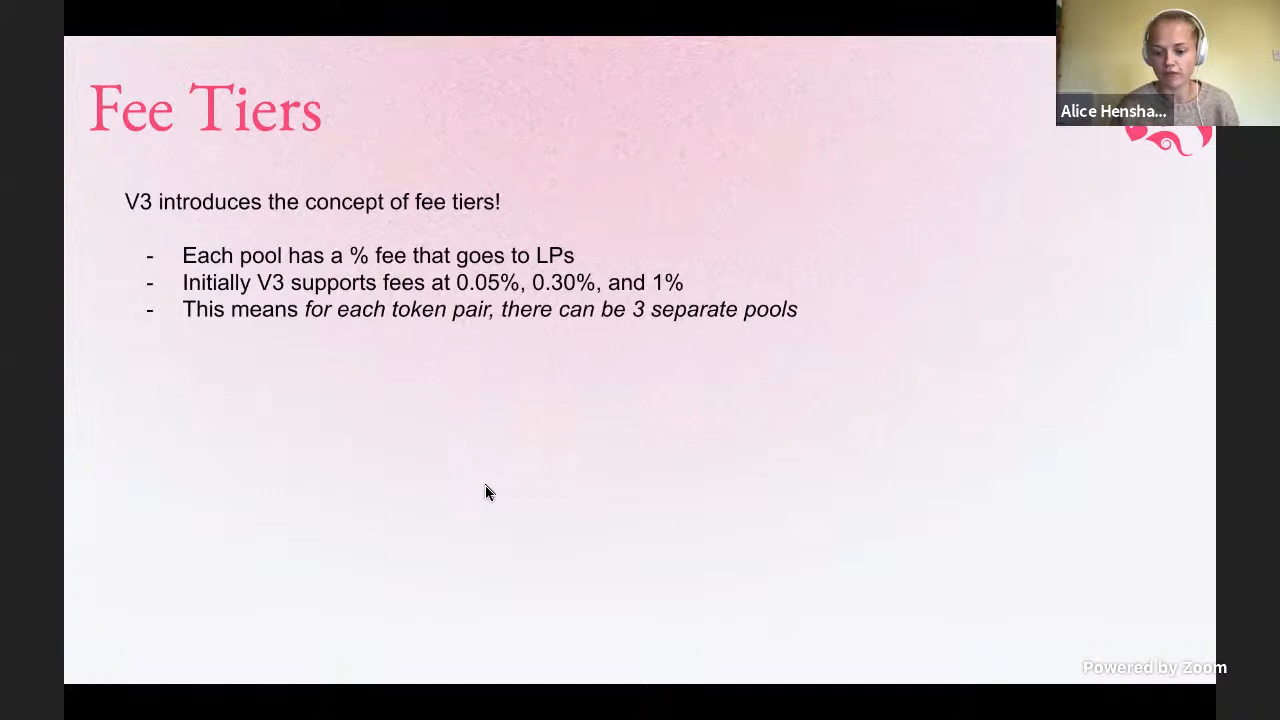 Fee Tiers
Alice Hensha...
V3 introduces the concept of fee tiers!
- Each pool has a % fee that goes to LPs
- Initially V3 supports fees at 0.05%, 0.30%, and 1%
- This means for each token pair, there can be 3 separate pools
Powered by Zoom